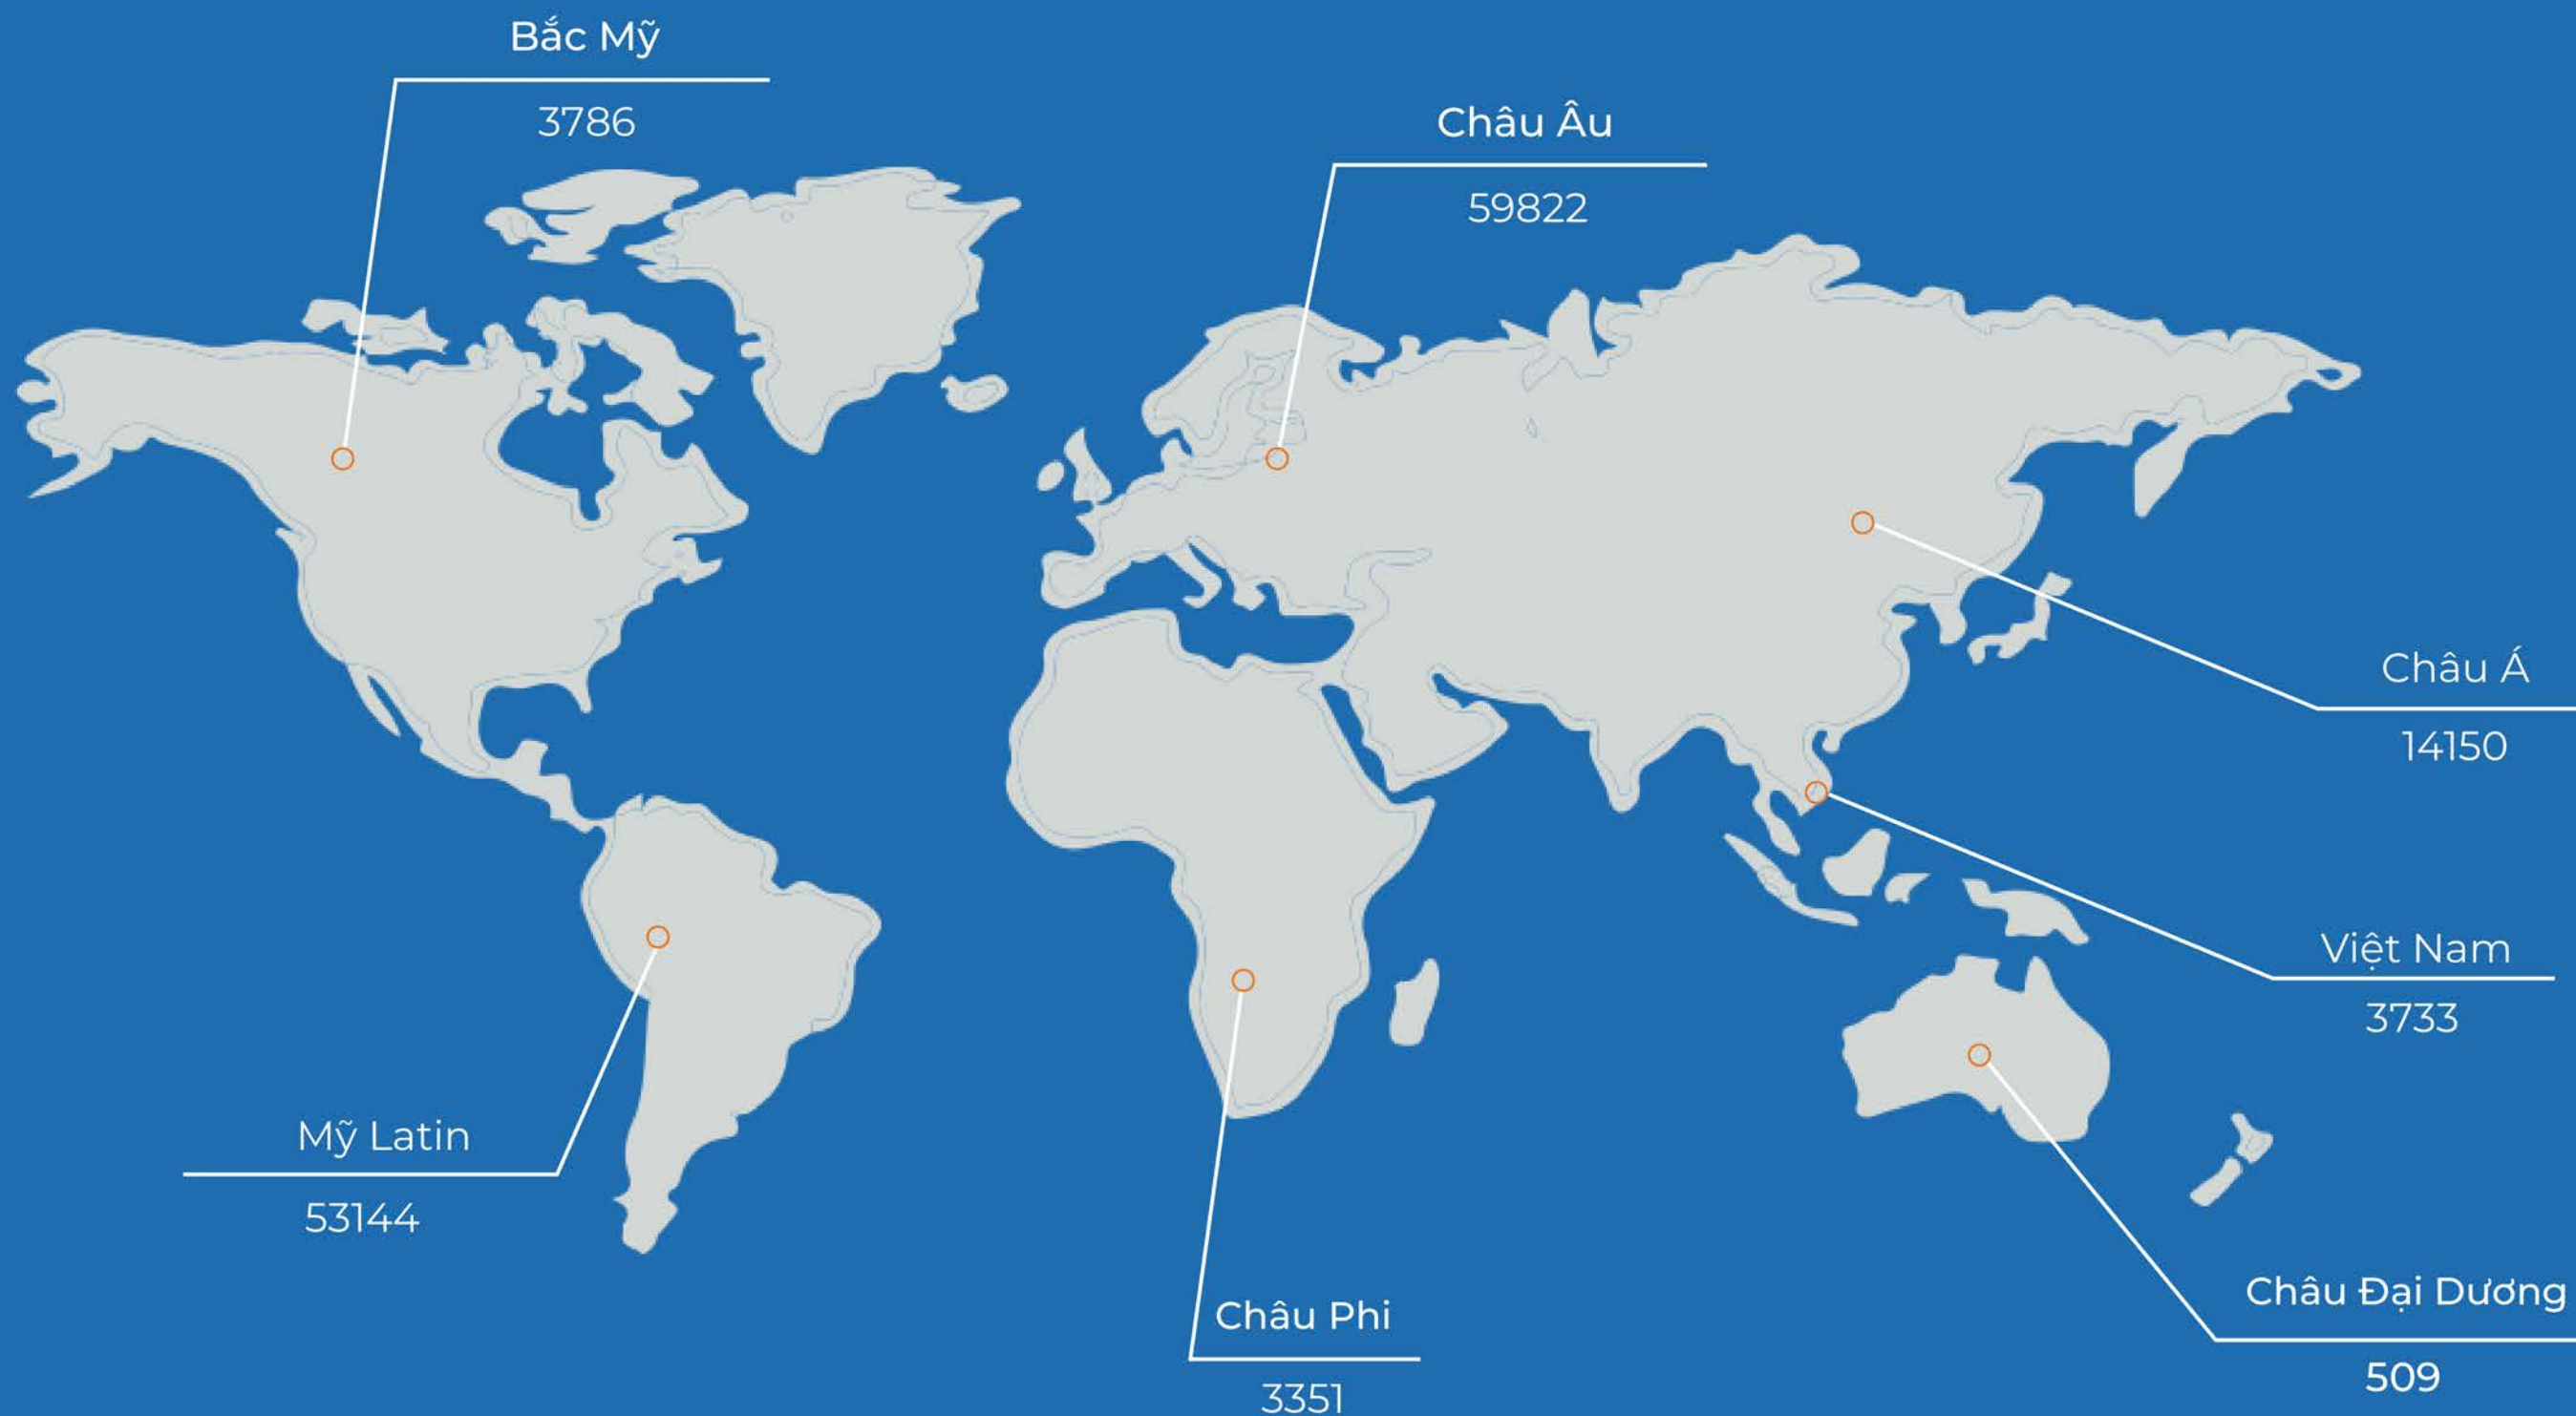 Bắc Mỹ
3786
Châu Âu
59822
Châu Á
14150
Việt Nam
3733
Mỹ Latin
53144
Châu Phi
3351
Châu Đại Dương
509